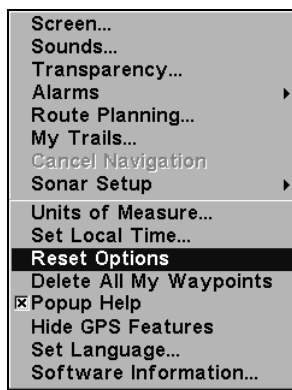 Screen...
Sounds...
Transparency...
Alarms
Route Planning...
My Trails...
Cancel Navigation
Sonar Setup
Units of Measure...
Set Local Time...
Reset Options
Delete All My Waypoints
Popup Help
Hide GPS Features
Set Language...
Software Information...